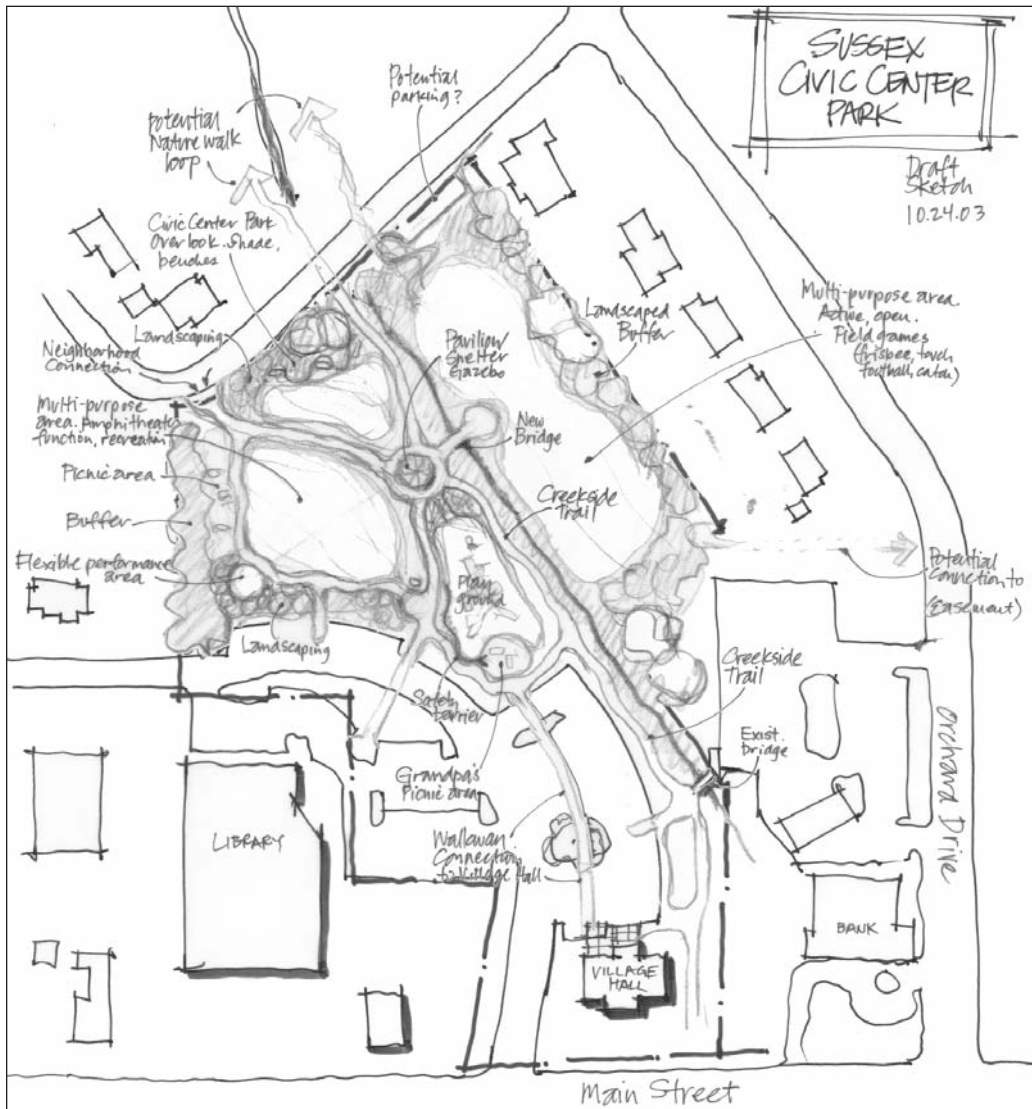 SUSSEX
CIVIC CENTER
PARK
Draft
Sketch
10.24.03
Potential
parking?
Potential
Nature walk
loop
Civic Center Park
Overlook. Shade,
benches
Landscaping
Neighborhood
Connection
Pavilion
Shelter
Gazebo
Landscaped
Buffer
Multi-purpose area.
Active, open.
Field games
(frisbee, touch
football, catch)
Multi-purpose
area. Amphitheater
function, recreation
New
Bridge
Picnic area
Creekside
Trail
Buffer
Flexible performance
area
Play
ground
Potential
Connection to
(Easement)
Landscaping
Safety
barrier
Creekside
Trail
Exist.
Bridge
Grandpa's
Picnic area
Orchard Drive
LIBRARY
Connection
to Village Hall
BANK
VILLAGE
HALL
Main Street